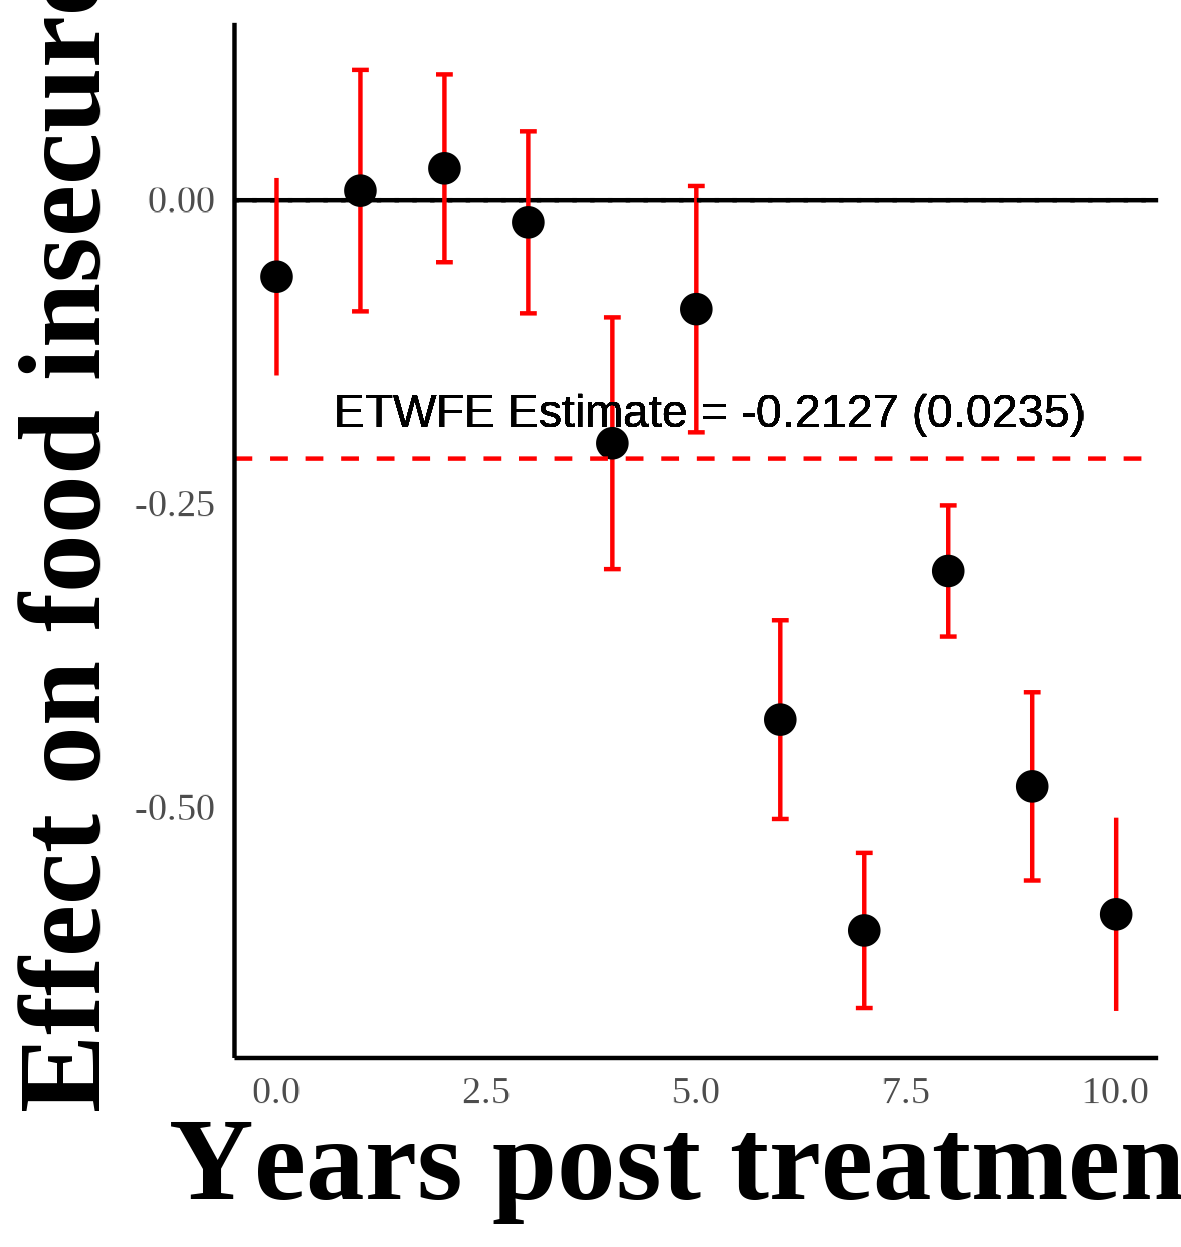 Effect on food insecure
0.00
-0.25
-0.50
ETWFE Estimate = -0.2127 (0.0235)
0.0 2.5 5.0 7.5 10.0
Years post treatmen